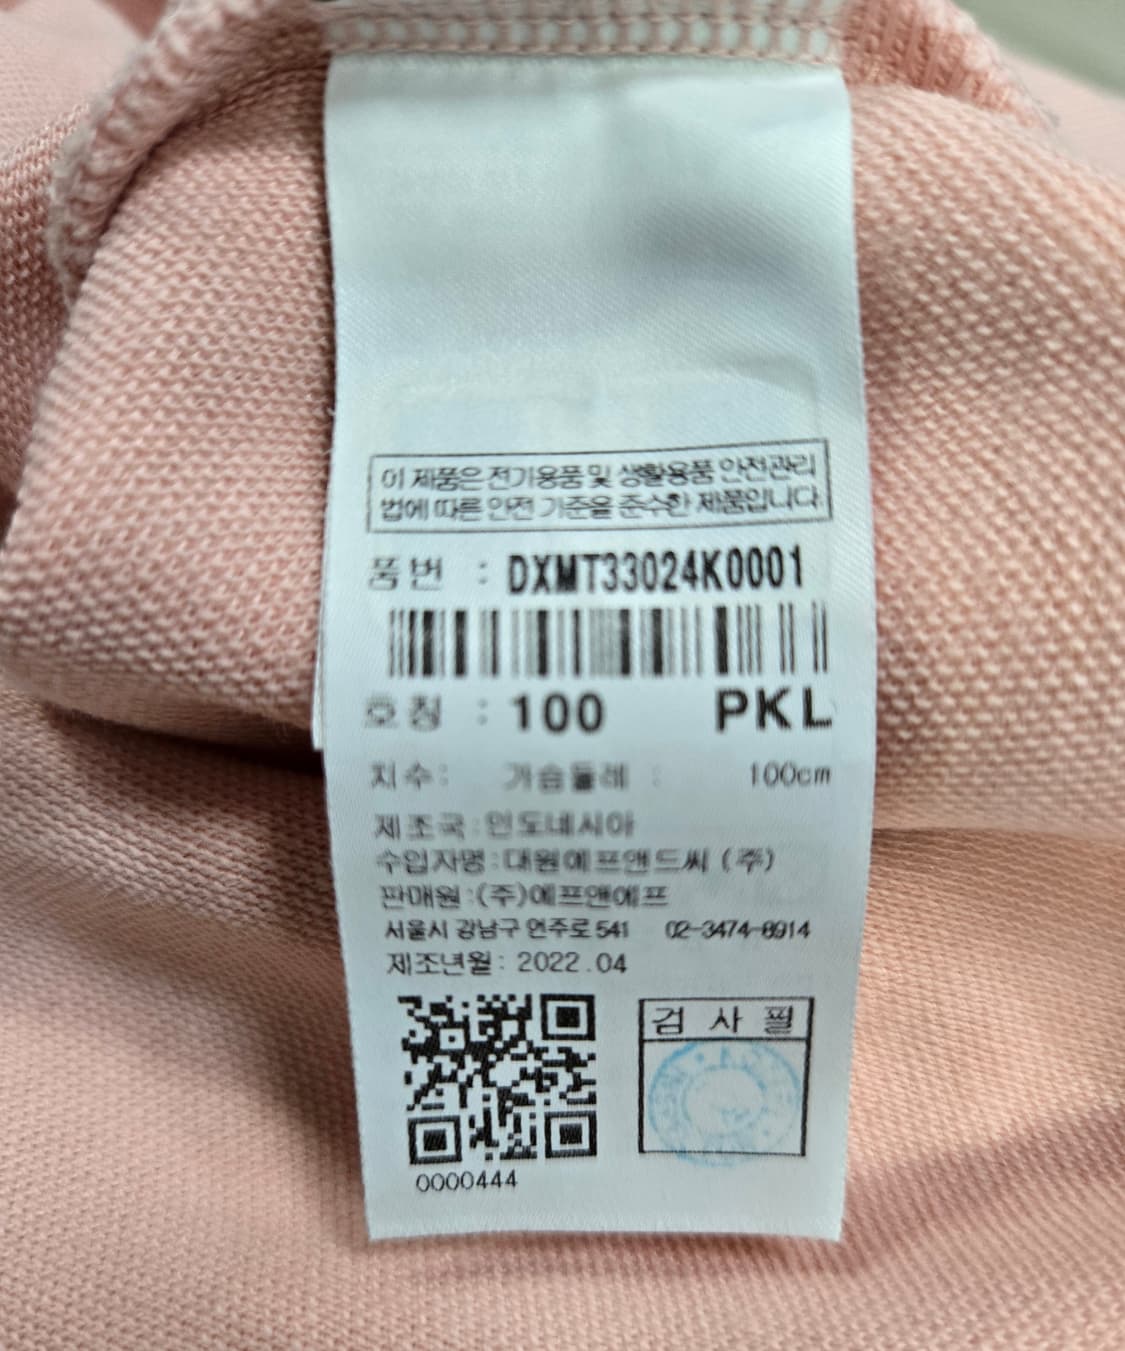 이 제품은 전기용품 및 생활용품 안전관리
법에 따른 안전 기준을 준수한 제품입니다.
품번 : DXMT33024K0001
호칭 : 100 PKL
치수: 가슴둘레 : 100cm
제조국:인도네시아
수입자명:대원에프앤드씨 (주)
판매원:(주)에프앤에프
서울시 강남구 언주로 541 02-3474-8914
제조년월: 2022.04
검사필
0000444